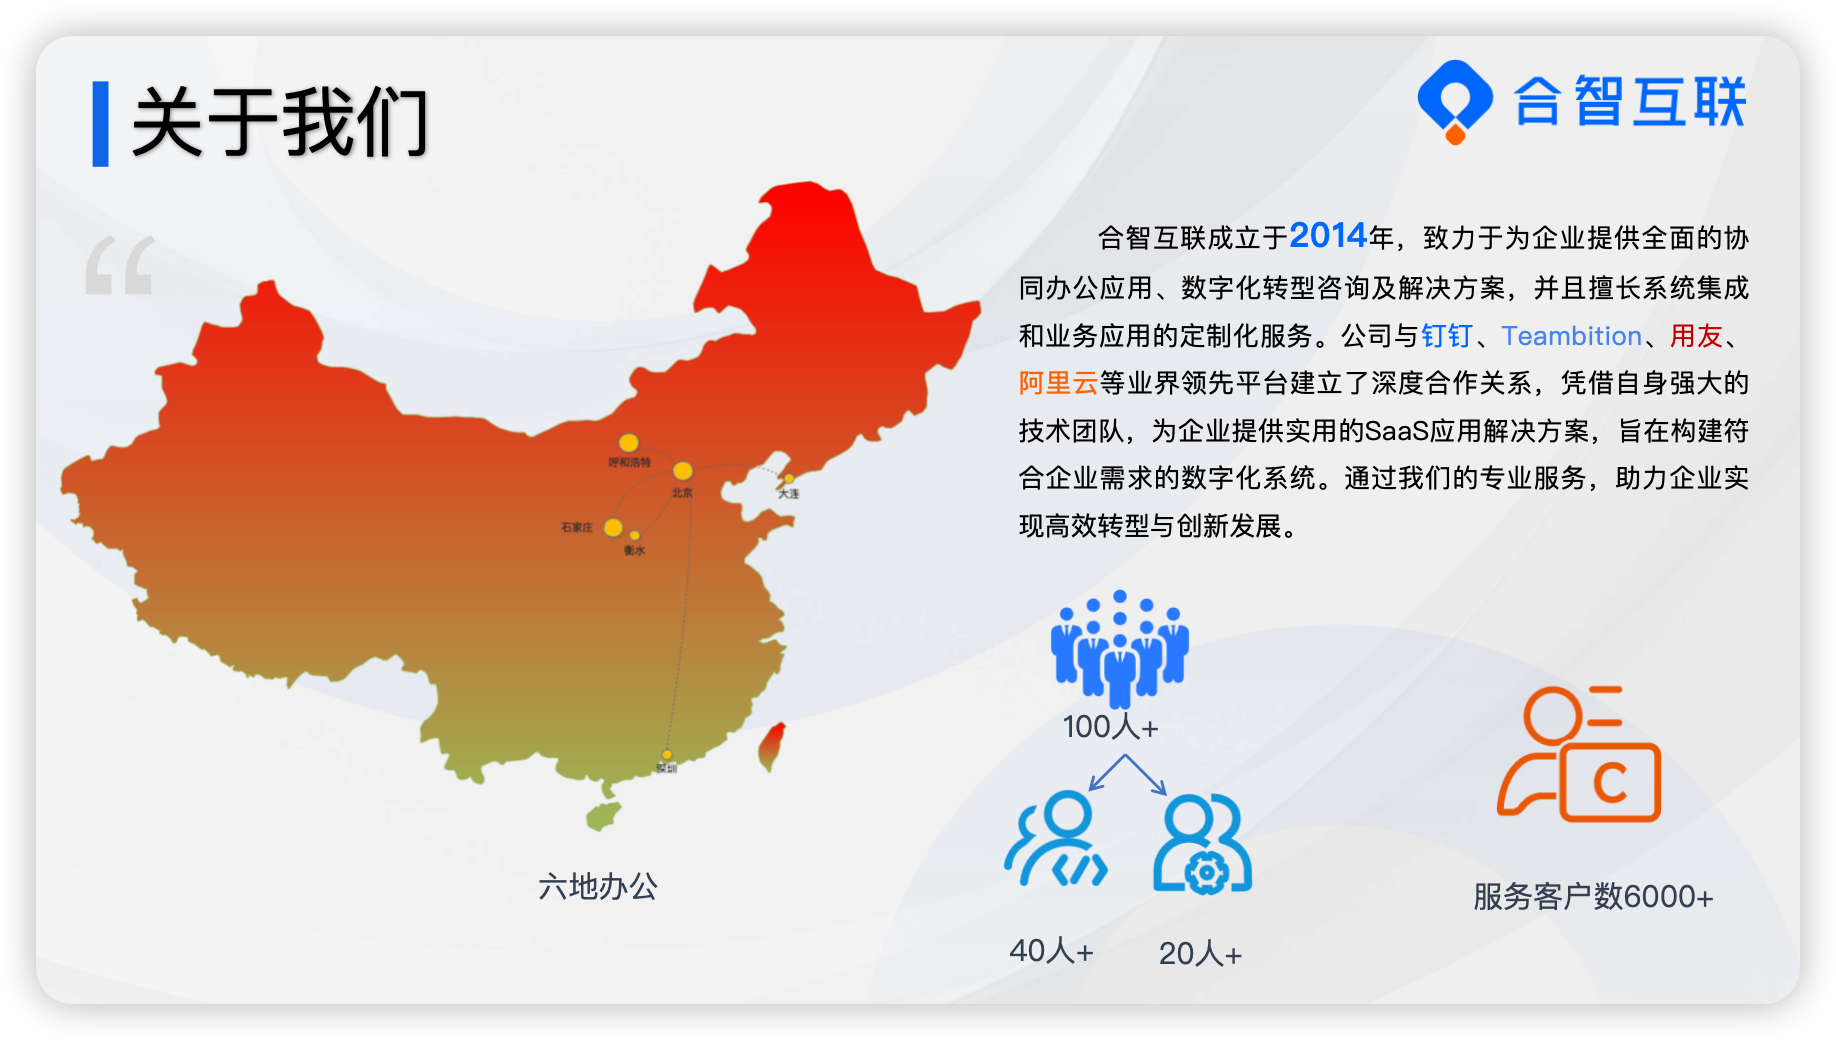 关于我们
合智互联
“
合智互联成立于2014年，致力于为企业提供全面的协
同办公应用、数字化转型咨询及解决方案，并且擅长系统集成
和业务应用的定制化服务。公司与钉钉、Teambition、用友、
阿里云等业界领先平台建立了深度合作关系，凭借自身强大的
技术团队，为企业提供实用的SaaS应用解决方案，旨在构建符
合企业需求的数字化系统。通过我们的专业服务，助力企业实
现高效转型与创新发展。
呼和浩特
北京
大连
石家庄
衡水
深圳
六地办公
100人+
40人+
20人+
C
服务客户数6000+